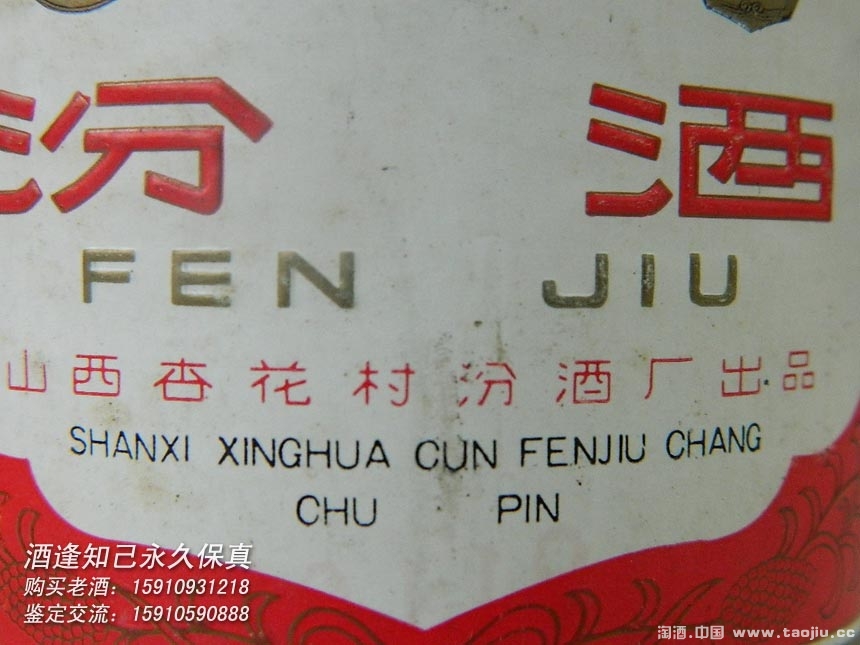 汾 酒
FEN JIU
山西杏花村汾酒厂出品
SHANXI XINGHUA CUN FENJIU CHANG
CHU PIN
酒逢知己永久保真
购买老酒：15910931218
鉴定交流：15910590888
淘酒.中国 www.taojiu.cc